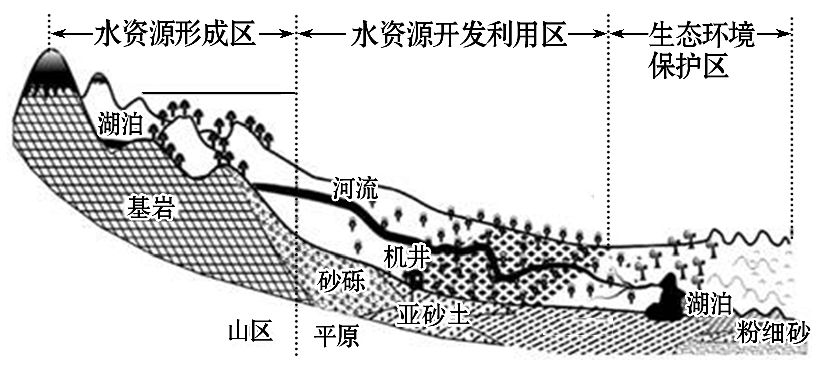 水资源形成区
水资源开发利用区
生态环境
保护区
湖泊
河流
基岩
机井
砂砾
湖泊
亚砂土
粉细砂
山区
平原